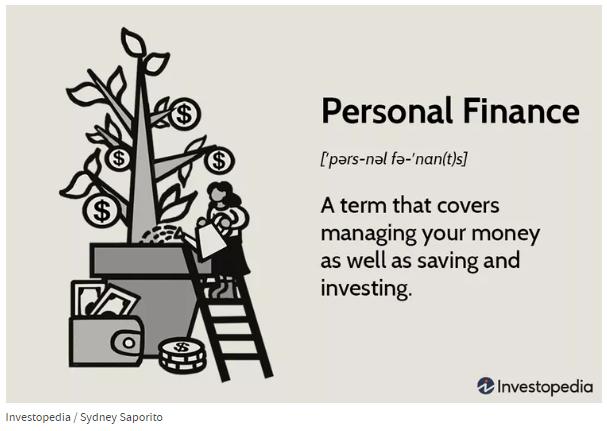 Personal Finance
['pərs-nəl fə-'nan(t)s]
A term that covers
managing your money
as well as saving and
investing.
$
$
$
$
$
Investopedia
Investopedia / Sydney Saporito